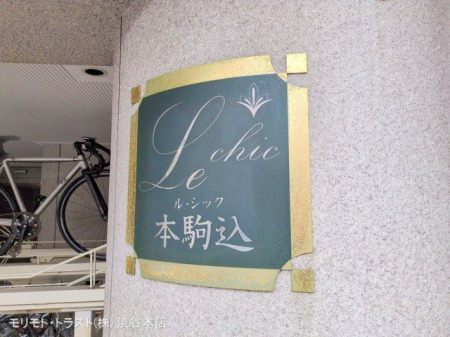 Le chic
ル・シック
本駒込
モリモト・トラスト(株) 渋谷本店